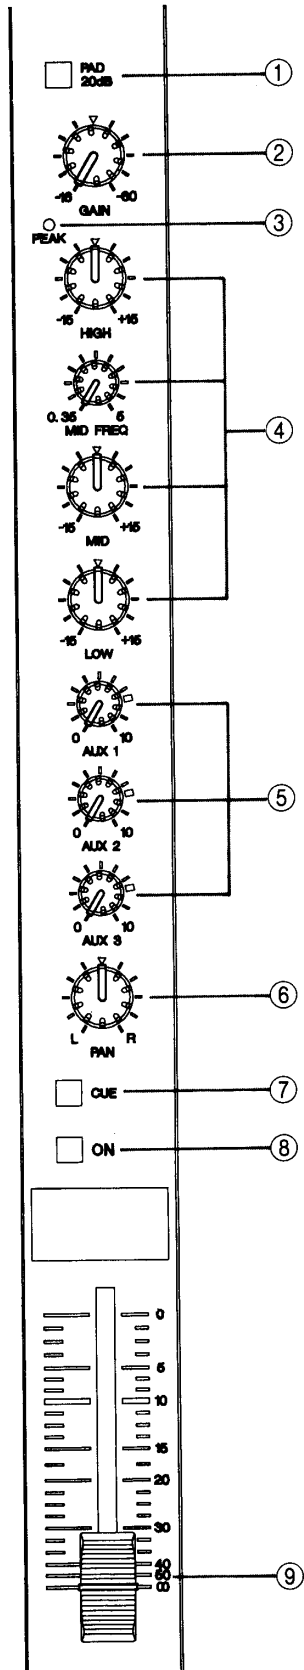 PAD
20dB
①
②
-16 -60
GAIN
③
PEAK
-15 +15
HIGH
0.35 5
MID FREQ
④
-15 +15
MID
-15 +15
LOW
0 10
AUX 1
0 10
AUX 2
⑤
0 10
AUX 3
⑥
L R
PAN
CUE
⑦
ON
⑧
0
5
10
15
20
30
40
50
⑨
∞